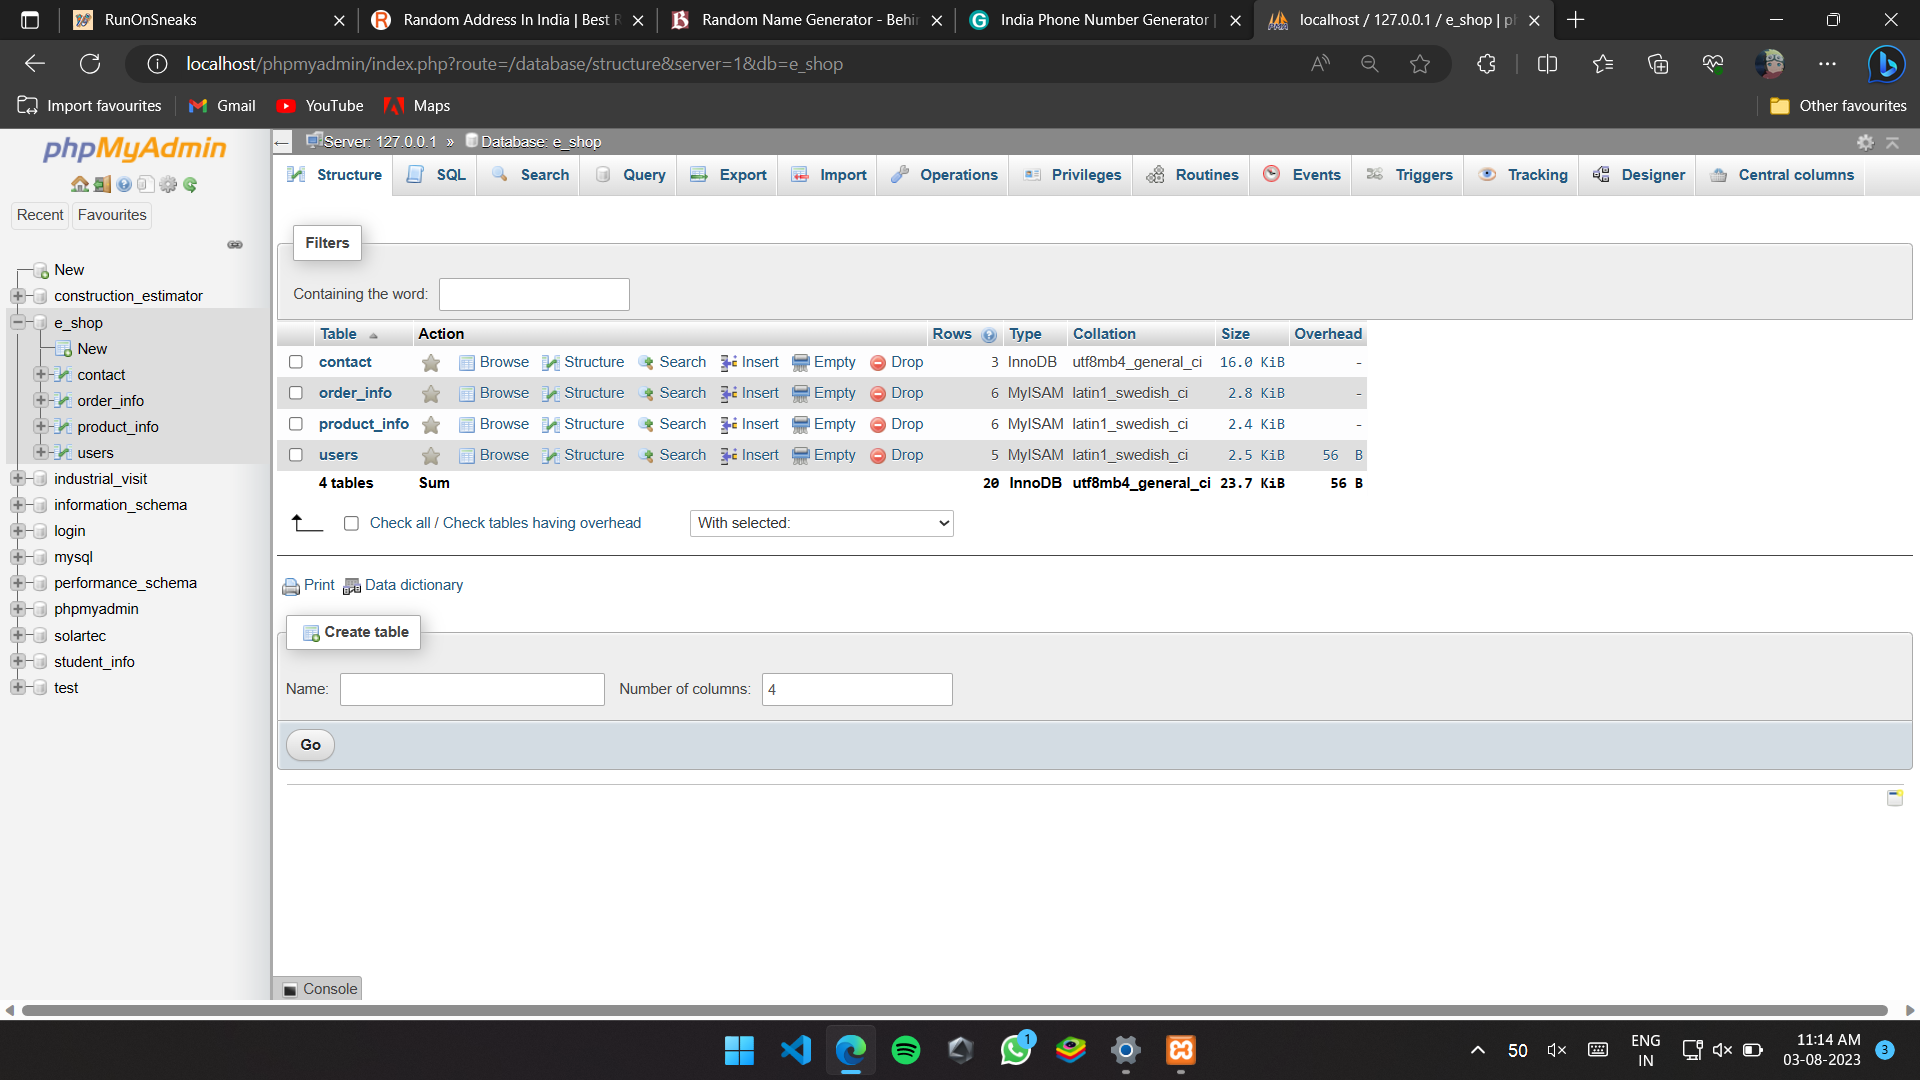 RunOnSneaks
Random Address In India | Best R
Random Name Generator - Behin
India Phone Number Generator |
localhost / 127.0.0.1 / e_shop | ph
localhost/phpmyadmin/index.php?route=/database/structure&server=1&db=e_shop
Import favourites
Gmail
YouTube
Maps
Other favourites
phpMyAdmin
Recent
Favourites
New
construction_estimator
e_shop
New
contact
order_info
product_info
users
industrial_visit
information_schema
login
mysql
performance_schema
phpmyadmin
solartec
student_info
test
Server: 127.0.0.1 » Database: e_shop
Structure SQL Search Query Export Import Operations Privileges Routines Events Triggers Tracking Designer Central columns
Filters
Containing the word:
Table Action Rows Type Collation Size Overhead
contact Browse Structure Search Insert Empty Drop 3 InnoDB utf8mb4_general_ci 16.0 KiB -
order_info Browse Structure Search Insert Empty Drop 6 MyISAM latin1_swedish_ci 2.8 KiB -
product_info Browse Structure Search Insert Empty Drop 6 MyISAM latin1_swedish_ci 2.4 KiB -
users Browse Structure Search Insert Empty Drop 5 MyISAM latin1_swedish_ci 2.5 KiB 56 B
4 tables Sum 20 InnoDB utf8mb4_general_ci 23.7 KiB 56 B
Check all / Check tables having overhead With selected:
Print Data dictionary
Create table
Name: Number of columns: 4
Go
Console
1
50
ENG
IN
11:14 AM
03-08-2023
3